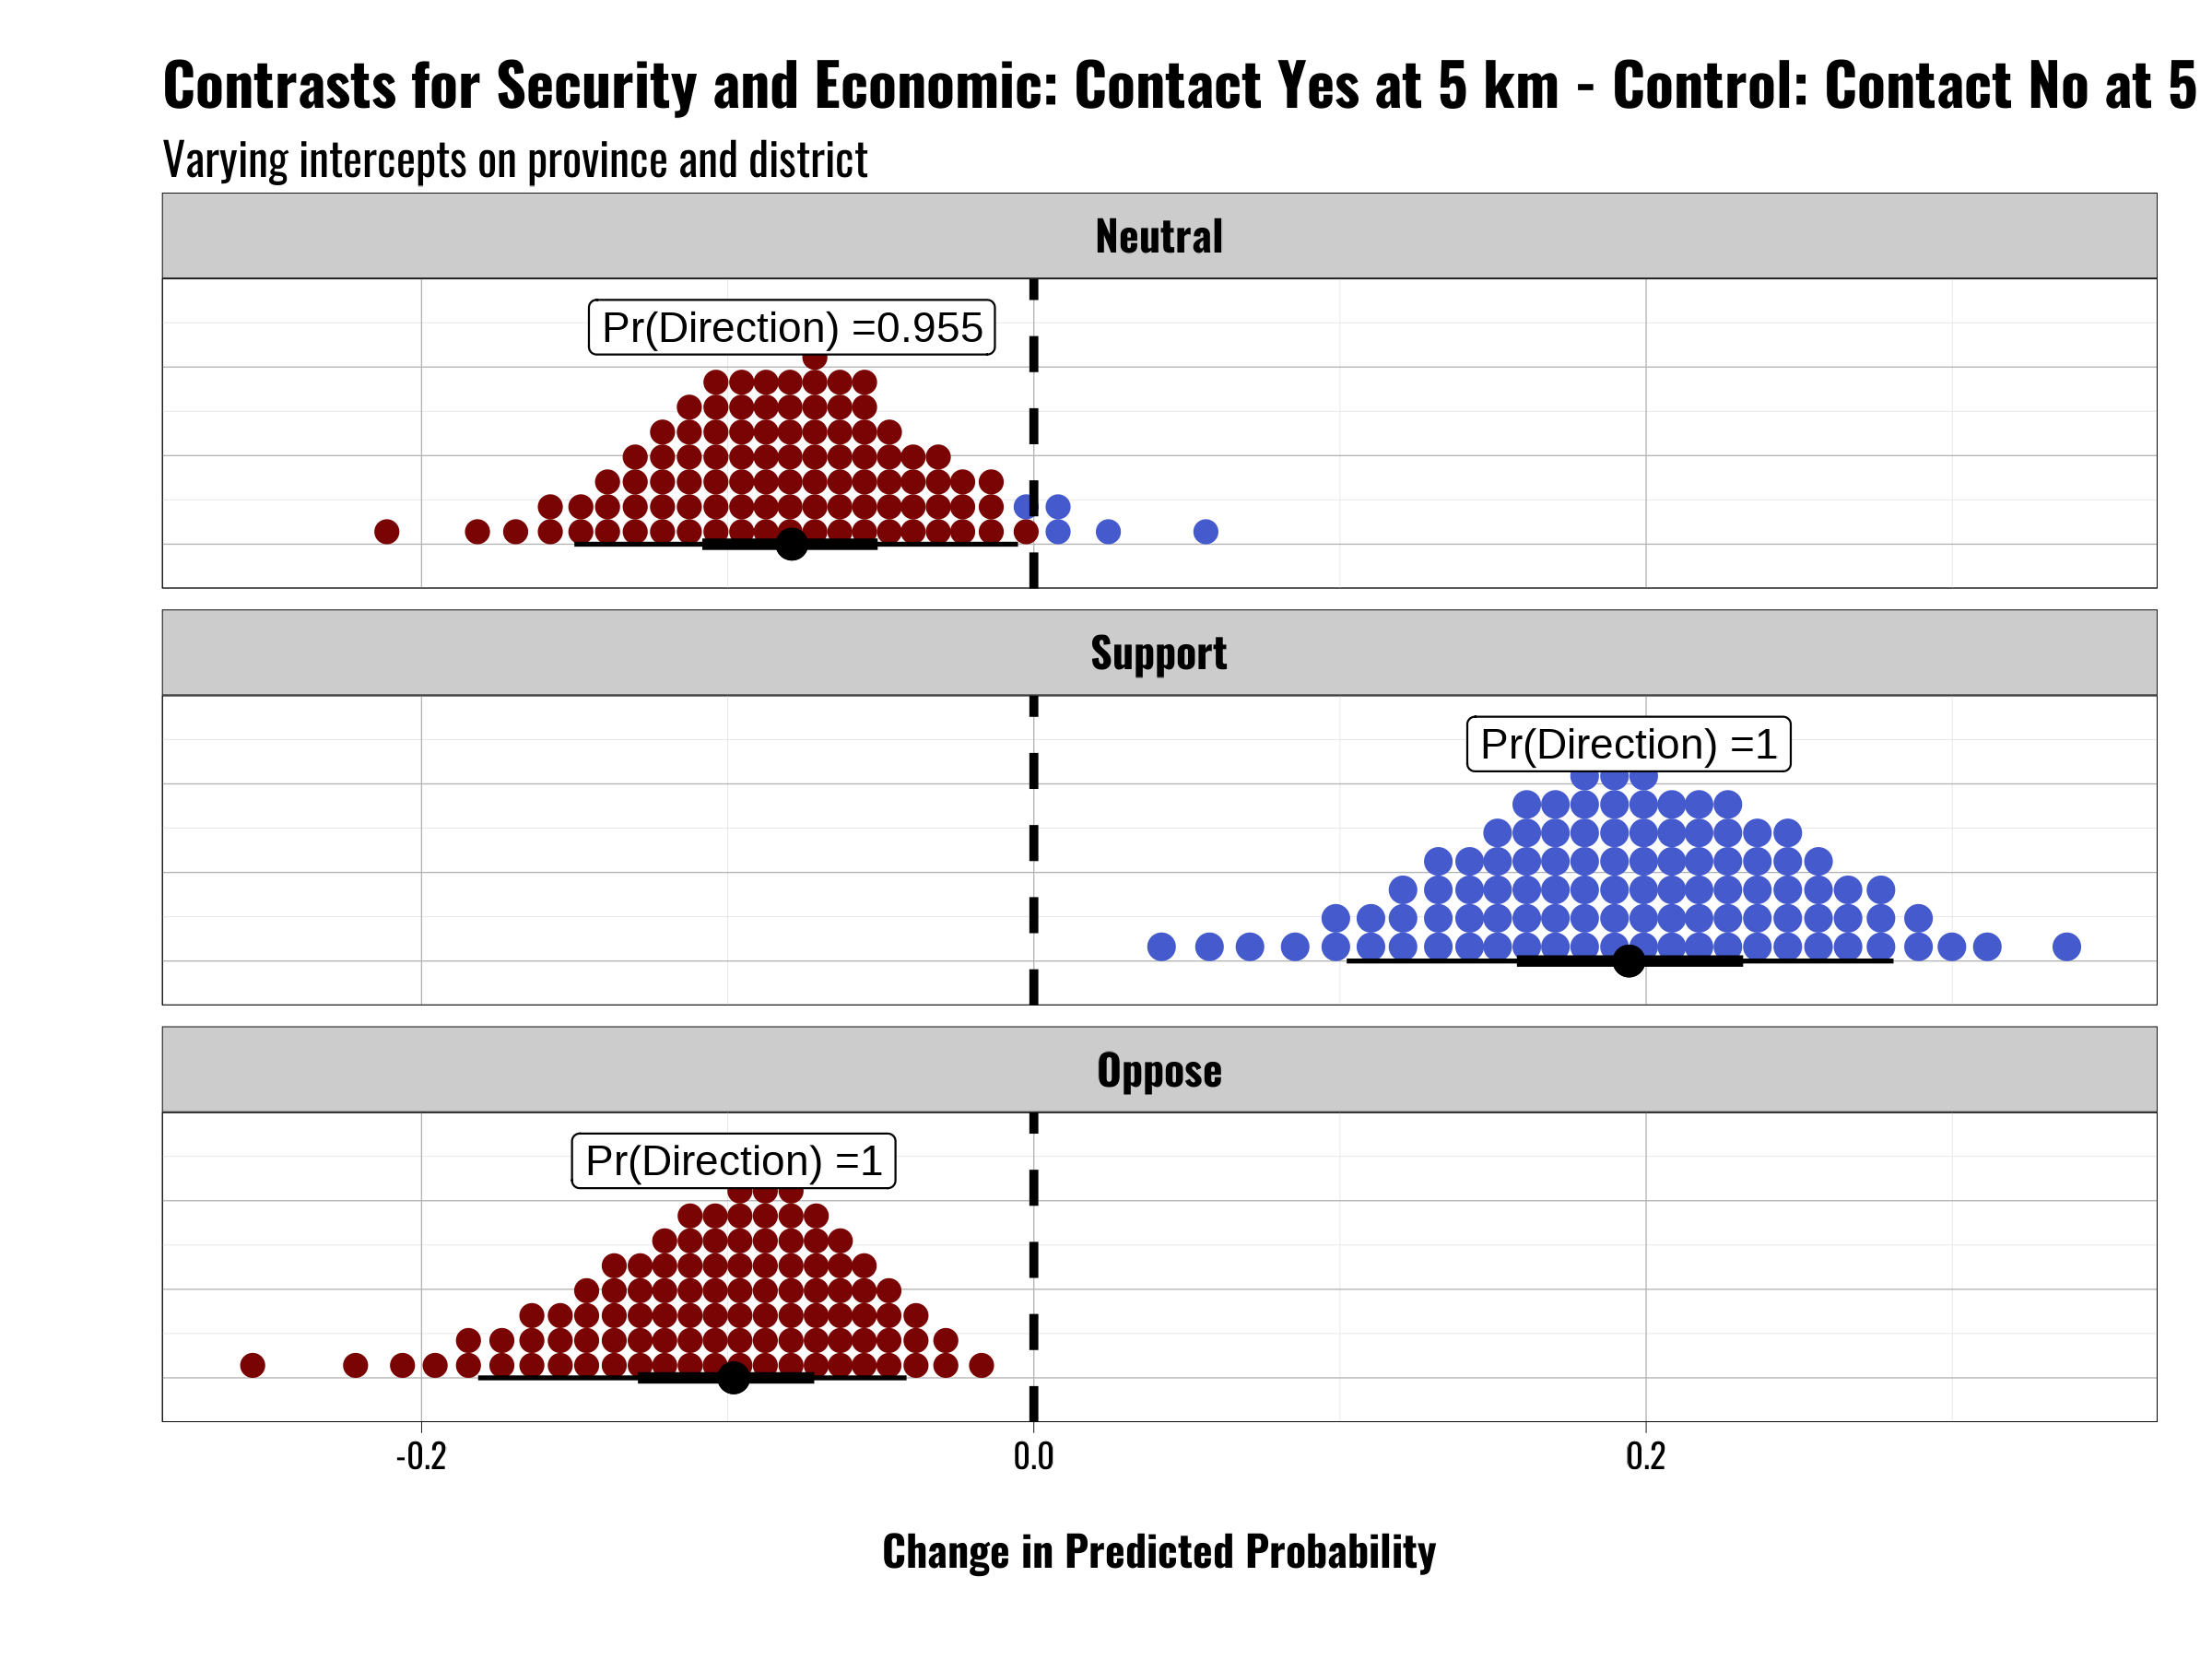 Contrasts for Security and Economic: Contact Yes at 5 km - Control: Contact No at 5
Varying intercepts on province and district
Neutral
Pr(Direction) =0.955
Support
Pr(Direction) =1
Oppose
Pr(Direction) =1
-0.2 0.0 0.2
Change in Predicted Probability